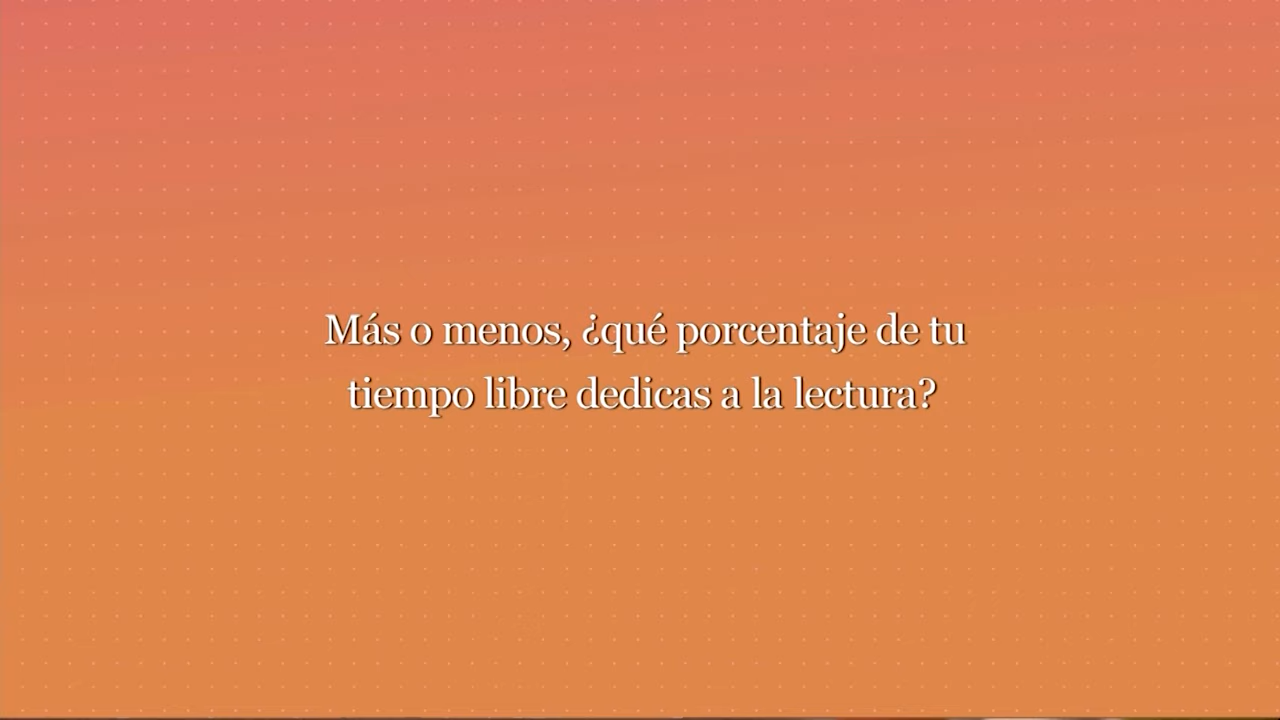 Más o menos, ¿qué porcentaje de tu
tiempo libre dedicas a la lectura?